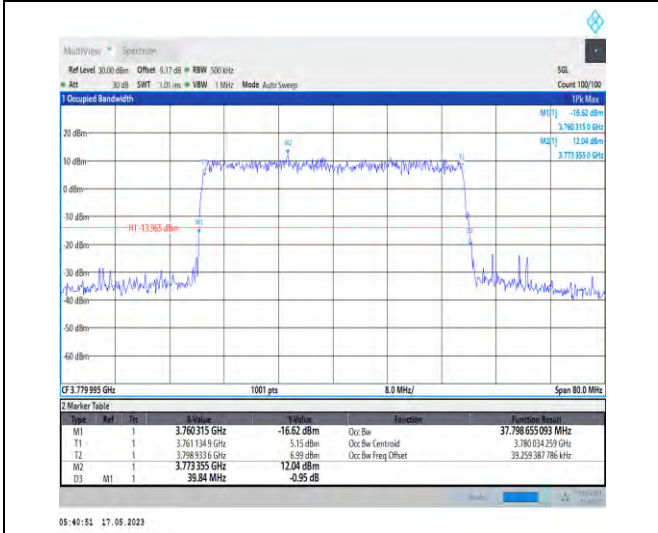 MultiView Spectrum
Ref Level 30.00 dBm Offset 9.17 dB RBW 500 kHz SGL
Att 30 dB SWT 1.01 ms VBW 1 MHz Mode Auto Sweep Count 100/100
1 Occupied Bandwidth 1Pk Max
M1[1] -16.62 dBm
3.760 315 0 GHz
M2[1] 12.04 dBm
3.773 355 0 GHz
20 dBm
M2
10 dBm
T1
0 dBm
-10 dBm
H1 -13.965 dBm
M1
D3
-20 dBm
-30 dBm
-40 dBm
-50 dBm
-60 dBm
CF 3.779 995 GHz 1001 pts 8.0 MHz/ Span 80.0 MHz
2 Marker Table
Type Ref Trc X-Value Y-Value Function Function Result
M1 1 3.760 315 GHz -16.62 dBm Occ Bw 37.798 655 093 MHz
T1 1 3.761 134 9 GHz 5.15 dBm Occ Bw Centroid 3.780 034 259 GHz
T2 1 3.798 933 6 GHz 6.99 dBm Occ Bw Freq Offset 39.259 387 786 kHz
M2 1 3.773 355 GHz 12.04 dBm
D3 M1 1 39.84 MHz -0.95 dB
05:40:51 17.05.2023